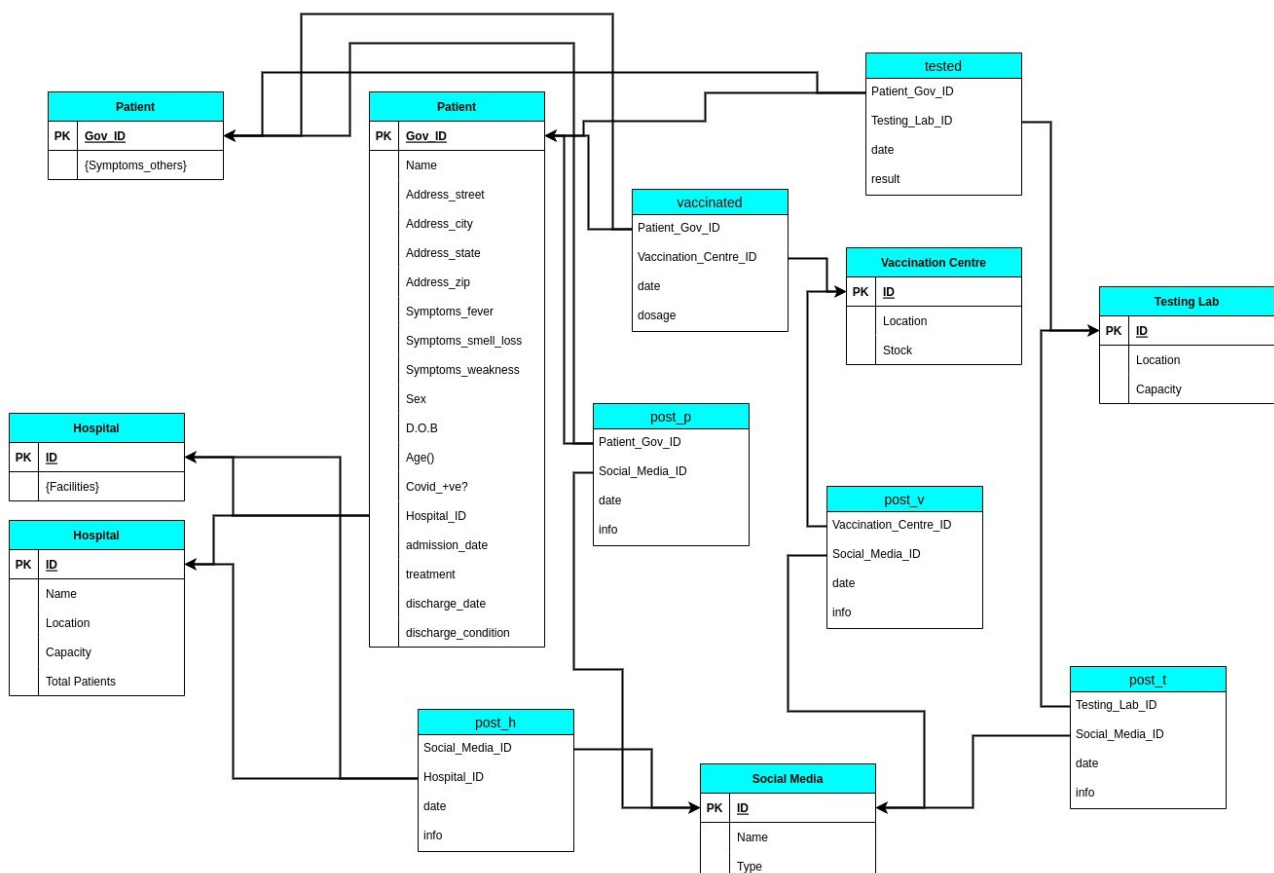 tested
Patient_Gov_ID
Testing_Lab_ID
date
result
Patient
PK Gov_ID
{Symptoms_others}
Patient
PK Gov_ID
Name
Address_street
Address_city
Address_state
Address_zip
Symptoms_fever
Symptoms_smell_loss
Symptoms_weakness
Sex
D.O.B
Age()
Covid_+ve?
Hospital_ID
admission_date
treatment
discharge_date
discharge_condition
vaccinated
Patient_Gov_ID
Vaccination_Centre_ID
date
dosage
Vaccination Centre
PK ID
Location
Stock
Testing Lab
PK ID
Location
Capacity
Hospital
PK ID
{Facilities}
Hospital
PK ID
Name
Location
Capacity
Total Patients
post_p
Patient_Gov_ID
Social_Media_ID
date
info
post_v
Vaccination_Centre_ID
Social_Media_ID
date
info
post_t
Testing_Lab_ID
Social_Media_ID
date
info
post_h
Social_Media_ID
Hospital_ID
date
info
Social Media
PK ID
Name
Type